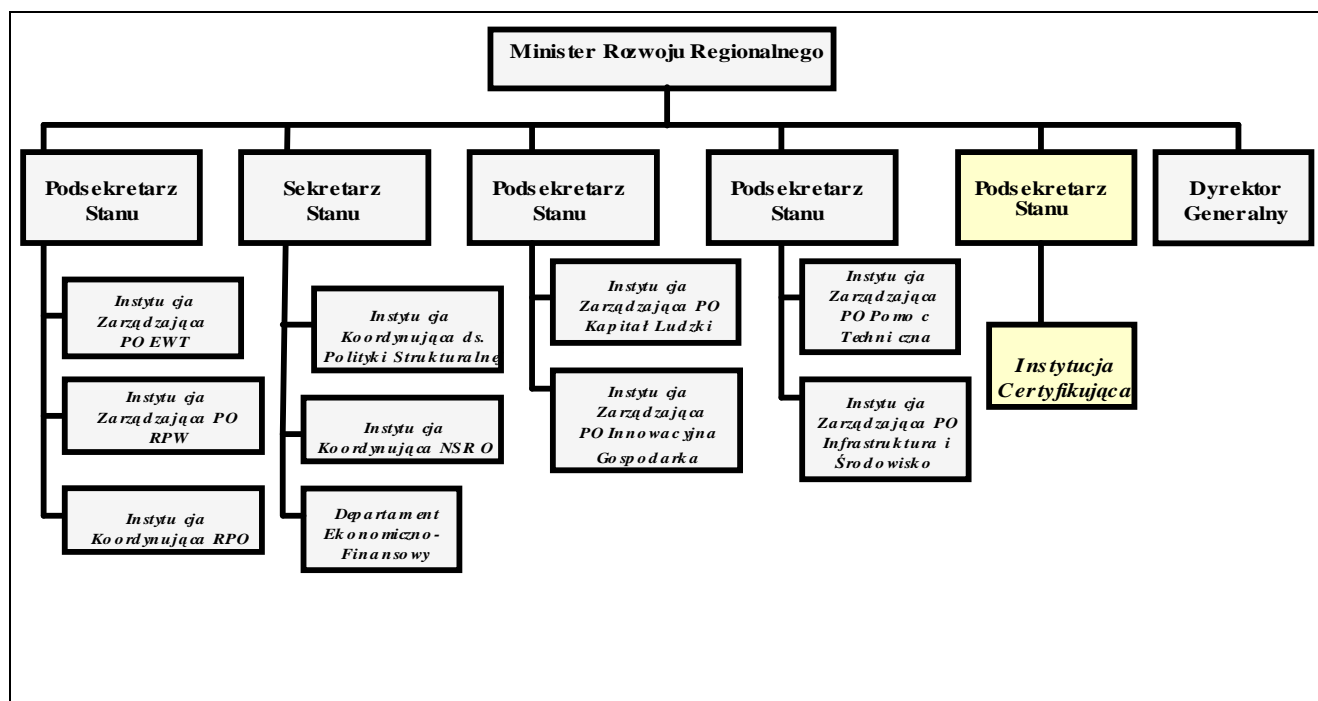 Minister Rozwoju Regionalnego
Podsekretarz
Stanu
Sekretarz
Stanu
Podsekretarz
Stanu
Podsekretarz
Stanu
Podsekretarz
Stanu
Dyrektor
Generalny
Instytucja
Zarządzająca
PO EWT
Instytucja
Zarządzająca PO
RPW
Instytucja
Koordynująca RPO
Instytucja
Koordynująca ds.
Polityki Strukturalnej
Instytucja
Koordynująca NSRO
Departament
Ekonomiczno-
Finansowy
Instytucja
Zarządzająca PO
Kapitał Ludzki
Instytucja
Zarządzająca
PO Innowacyjna
Gospodarka
Instytucja
Zarządzająca
PO Pomoc
Techniczna
Instytucja
Zarządzająca PO
Infrastruktura i
Środowisko
Instytucja
Certyfikująca